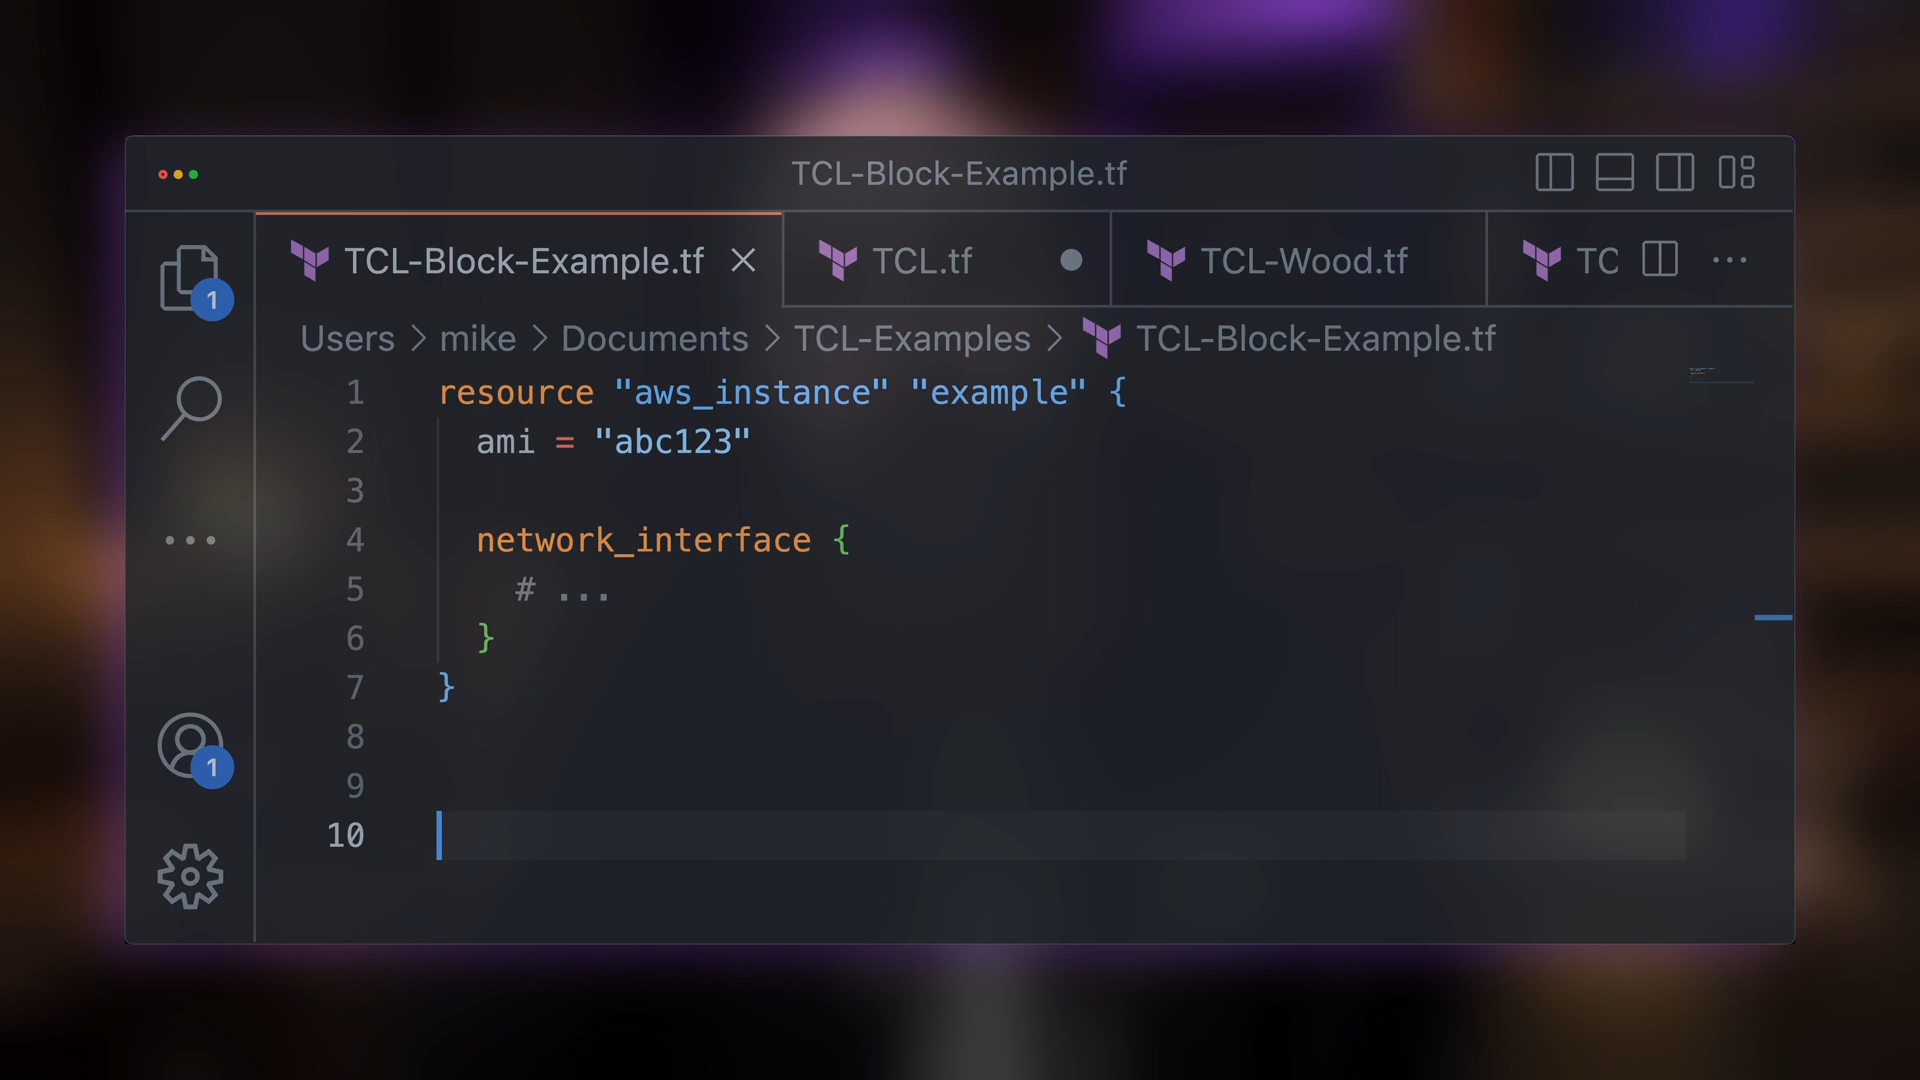 TCL-Block-Example.tf
TCL-Block-Example.tf TCL.tf TCL-Wood.tf TC
1
Users > mike > Documents > TCL-Examples > TCL-Block-Example.tf
1 resource "aws_instance" "example" {
2 ami = "abc123"
3
4 network_interface {
5 # ...
6 }
7 }
8
1
9
10